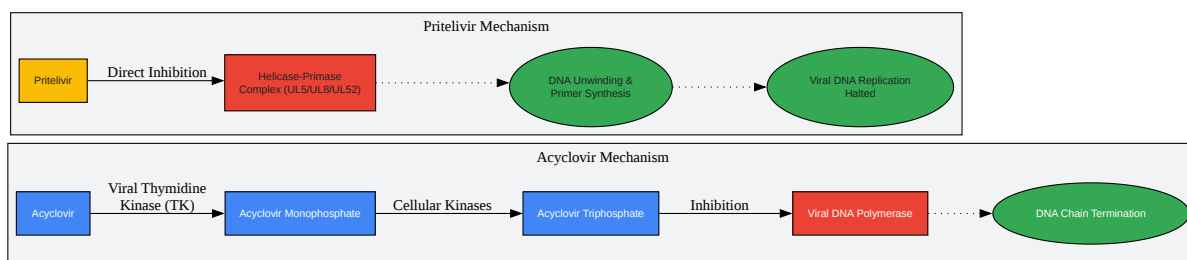 Pritelivir Mechanism
Pritelivir
Direct Inhibition
Helicase-Primase
Complex (UL5/UL8/UL52)
DNA Unwinding &
Primer Synthesis
Viral DNA Replication
Halted
Acyclovir Mechanism
Acyclovir
Viral Thymidine
Kinase (TK)
Acyclovir Monophosphate
Cellular Kinases
Acyclovir Triphosphate
Inhibition
Viral DNA Polymerase
DNA Chain Termination